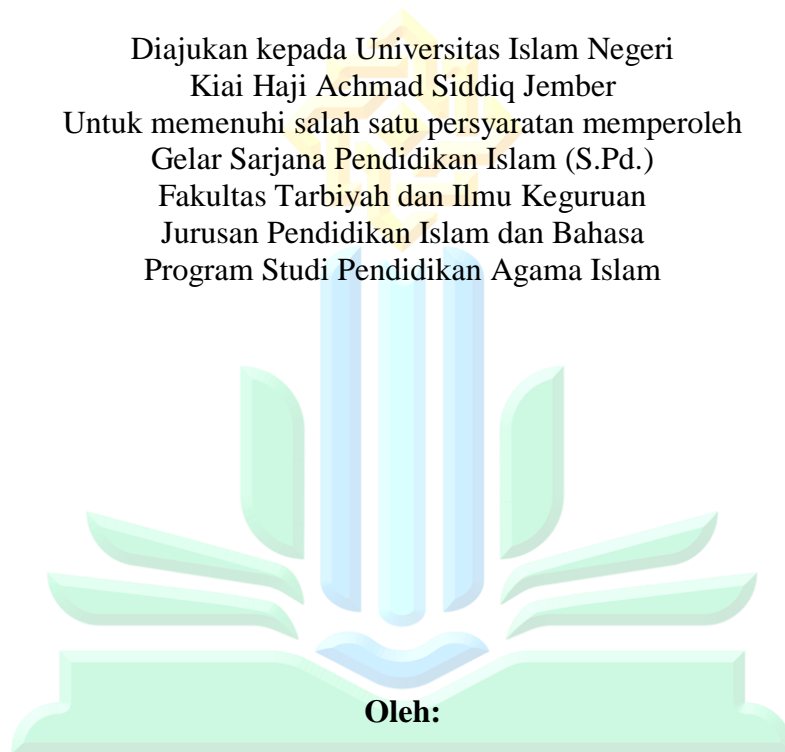 Diajukan kepada Universitas Islam Negeri
Kiai Haji Achmad Siddiq Jember
Untuk memenuhi salah satu persyaratan memperoleh
Gelar Sarjana Pendidikan Islam (S.Pd.)
Fakultas Tarbiyah dan Ilmu Keguruan
Jurusan Pendidikan Islam dan Bahasa
Program Studi Pendidikan Agama Islam
Oleh: